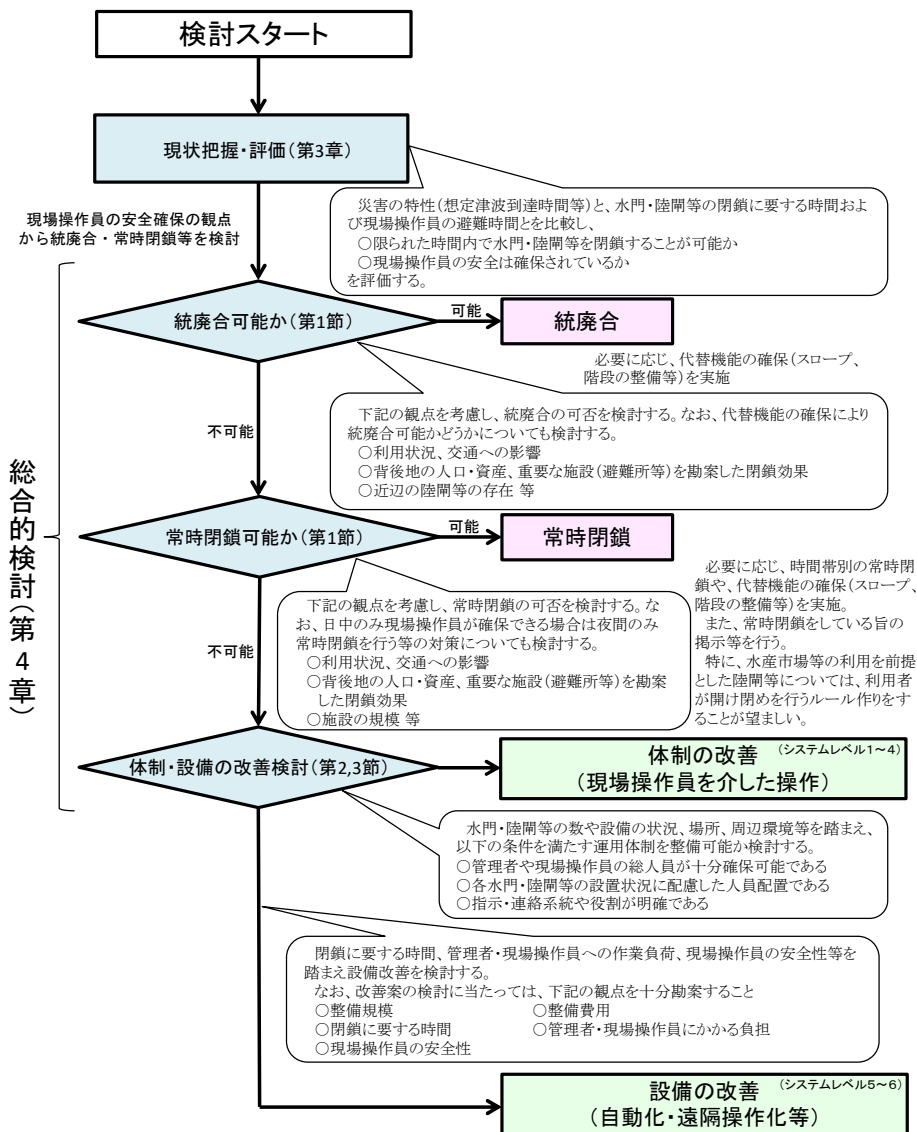 検討スタート
現状把握・評価(第3章)
現場操作員の安全確保の観点
から統廃合・常時閉鎖等を検討
災害の特性(想定津波到達時間等)と、水門・陸閘等の閉鎖に要する時間およ
び現場操作員の避難時間とを比較し、
○限られた時間内で水門・陸閘等を閉鎖することが可能か
○現場操作員の安全は確保されているか
を評価する。
総合的検討(第4章)
統廃合可能か(第1節)
可能
統廃合
必要に応じ、代替機能の確保(スロープ、
階段の整備等)を実施
不可能
下記の観点を考慮し、統廃合の可否を検討する。なお、代替機能の確保により
統廃合可能かどうかについても検討する。
○利用状況、交通への影響
○背後地の人口・資産、重要な施設(避難所等)を勘案した閉鎖効果
○近辺の陸閘等の存在 等
常時閉鎖可能か(第1節)
可能
常時閉鎖
必要に応じ、時間帯別の常時閉
鎖や、代替機能の確保(スロープ、
階段の整備等)を実施。
また、常時閉鎖をしている旨の
掲示等を行う。
特に、水産市場等の利用を前提
とした陸閘等については、利用者
が開け閉めを行うルール作りをす
ることが望ましい。
不可能
下記の観点を考慮し、常時閉鎖の可否を検討する。な
お、日中のみ現場操作員が確保できる場合は夜間のみ
常時閉鎖を行う等の対策についても検討する。
○利用状況、交通への影響
○背後地の人口・資産、重要な施設(避難所等)を勘案
した閉鎖効果
○施設の規模 等
体制・設備の改善検討(第2,3節)
体制の改善 (システムレベル1~4)
(現場操作員を介した操作)
水門・陸閘等の数や設備の状況、場所、周辺環境等を踏まえ、
以下の条件を満たす運用体制を整備可能か検討する。
○管理者や現場操作員の総人員が十分確保可能である
○各水門・陸閘等の設置状況に配慮した人員配置である
○指示・連絡系統や役割が明確である
閉鎖に要する時間、管理者・現場操作員への作業負荷、現場操作員の安全性等を
踏まえ設備改善を検討する。
なお、改善案の検討に当たっては、下記の観点を十分勘案すること
○整備規模 ○整備費用
○閉鎖に要する時間 ○管理者・現場操作員にかかる負担
○現場操作員の安全性
設備の改善 (システムレベル5~6)
(自動化・遠隔操作化等)